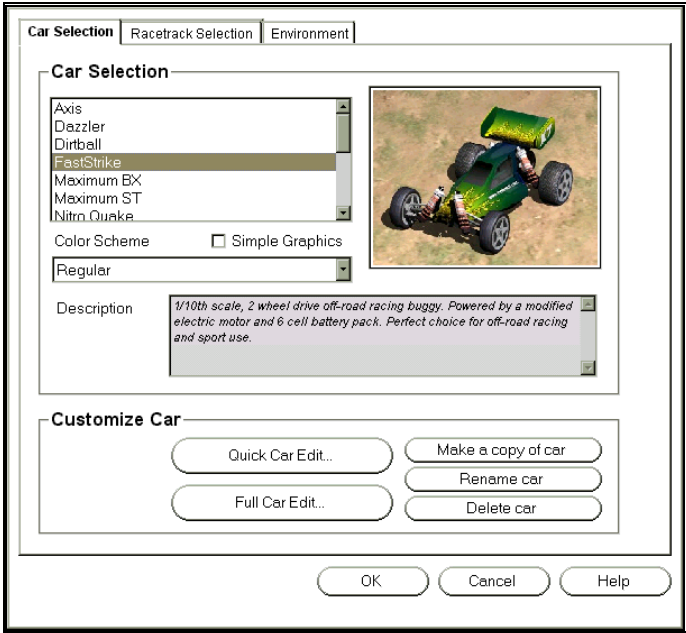 Car Selection Racetrack Selection Environment
Car Selection
Axis
Dazzler
Dirtball
FastStrike
Maximum BX
Maximum ST
Nitro Quake
Color Scheme Simple Graphics
Regular
Description
1/10th scale, 2 wheel drive off-road racing buggy. Powered by a modified
electric motor and 6 cell battery pack. Perfect choice for off-road racing
and sport use.
Customize Car
Quick Car Edit...
Full Car Edit...
Make a copy of car
Rename car
Delete car
OK Cancel Help